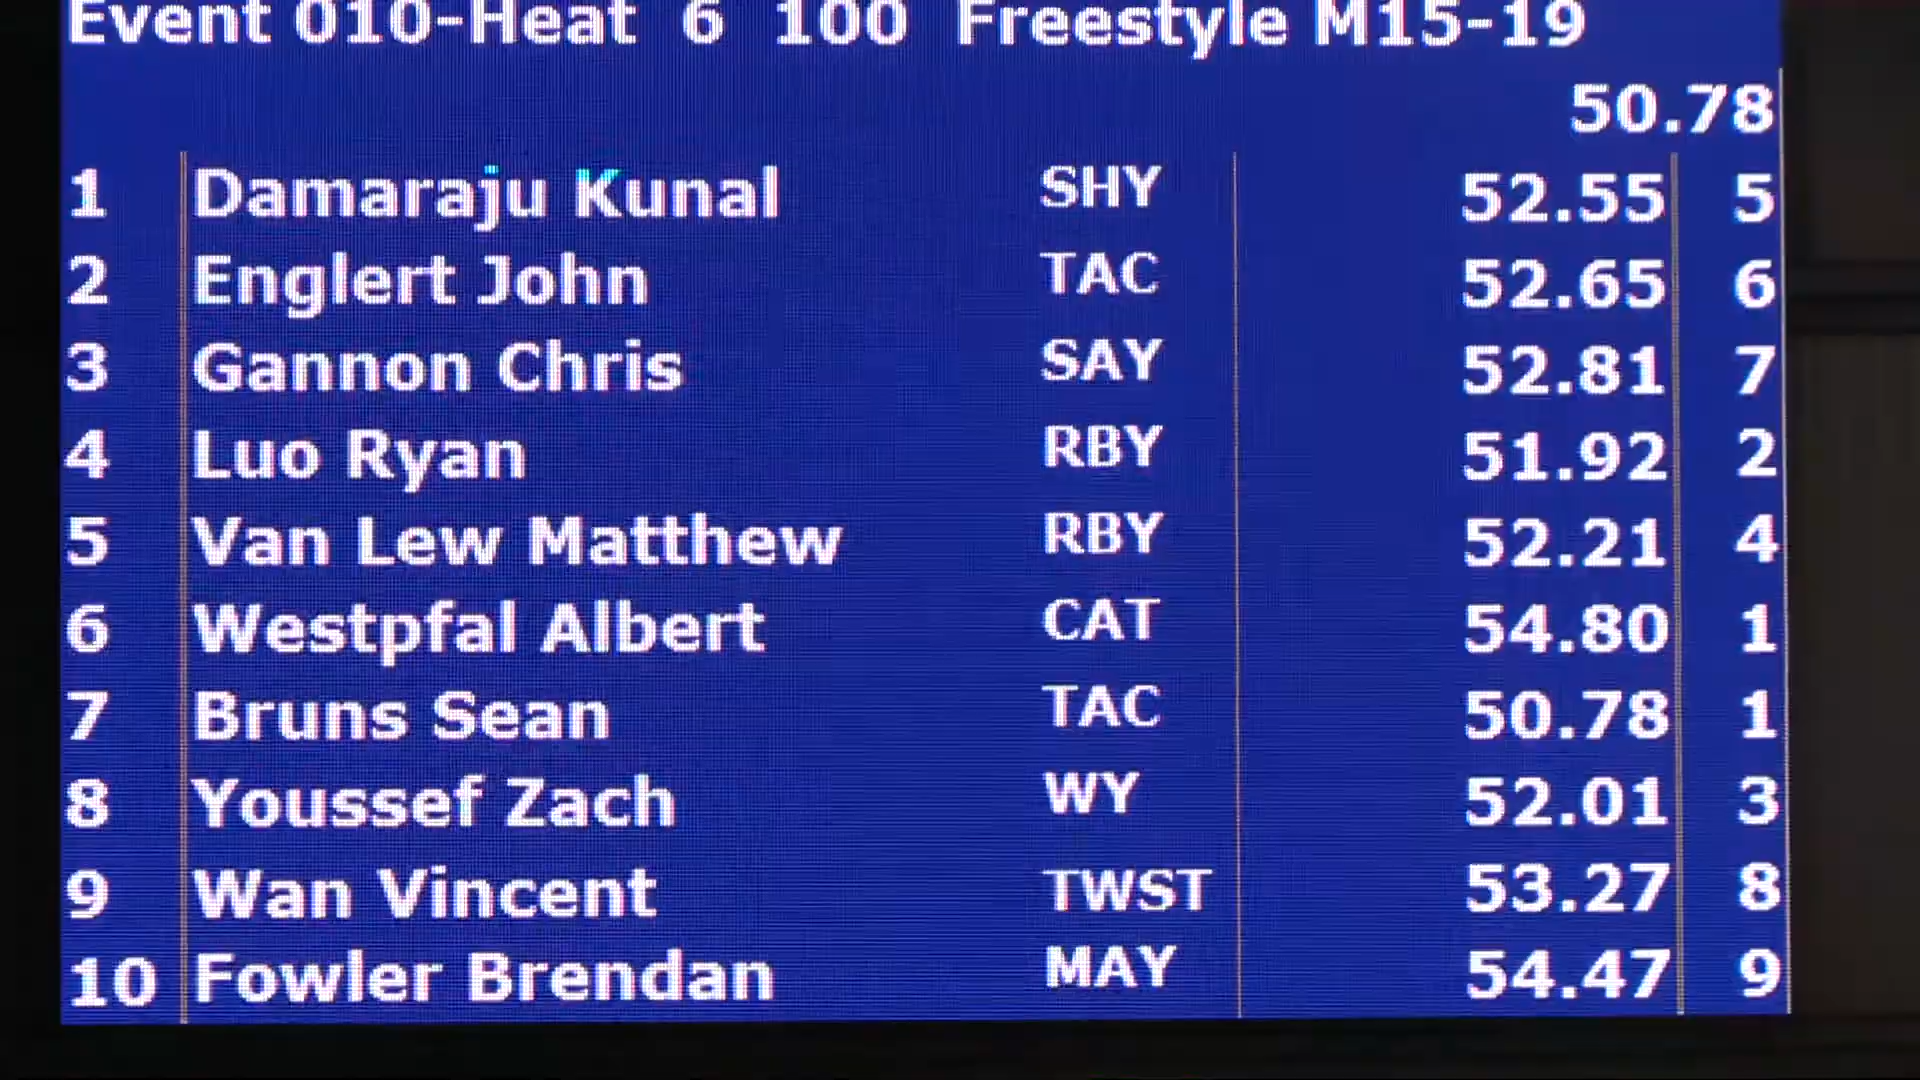 Event 010-Heat 6 100 Freestyle M15-19
50.78
1 Damaraju Kunal SHY 52.55 5
2 Englert John TAC 52.65 6
3 Gannon Chris SAY 52.81 7
4 Luo Ryan RBY 51.92 2
5 Van Lew Matthew RBY 52.21 4
6 Westpfal Albert CAT 54.80 1
7 Bruns Sean TAC 50.78 1
8 Youssef Zach WY 52.01 3
9 Wan Vincent TWST 53.27 8
10 Fowler Brendan MAY 54.47 9